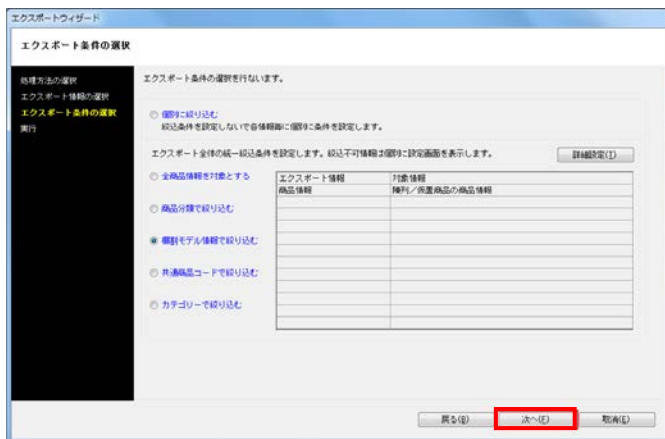 エクスポートウィザード
エクスポート条件の選択
処理方法の選択
エクスポート情報の選択
エクスポート条件の選択
実行
エクスポート条件の選択を行ないます。
個別に絞り込む
絞込条件を設定しないで各情報毎に個別に条件を設定します。
エクスポート全体の統一絞込条件を設定します。絞込不可情報は個別に設定画面を表示します。
詳細設定(T)
全商品情報を対象とする
商品分類で絞り込む
棚割モデル情報で絞り込む
共通商品コードで絞り込む
カテゴリーで絞り込む
エクスポート情報 対象情報
商品情報 陳列／仮置商品の商品情報
戻る(B) 次へ(F) 取消(E)